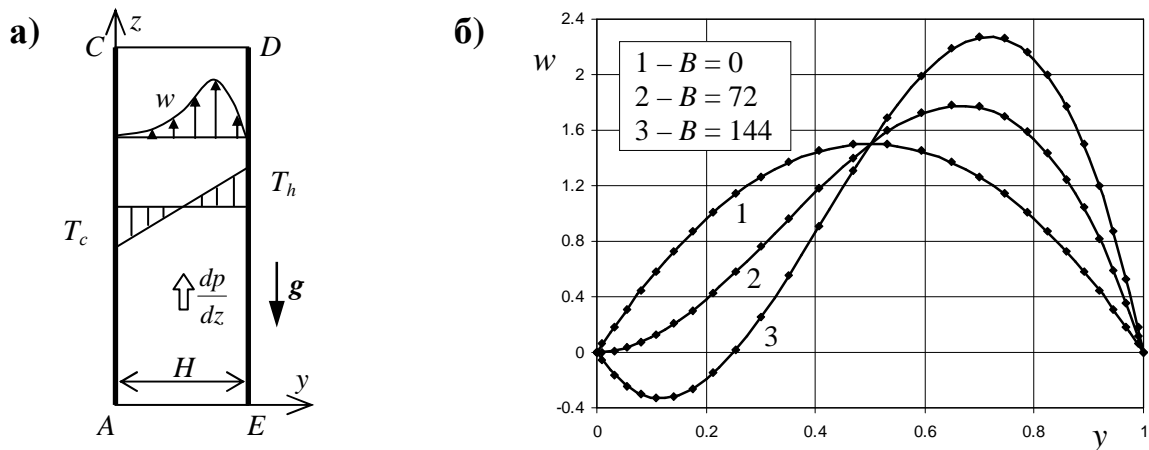 а)
z
C
D
w
T_h
T_c
dp
dz
g
H
y
A
E
б)
w
1 – B = 0
2 – B = 72
3 – B = 144
2.4
2
1.6
1.2
0.8
0.4
0
-0.4
1
2
3
0 0.2 0.4 0.6 0.8 1
y